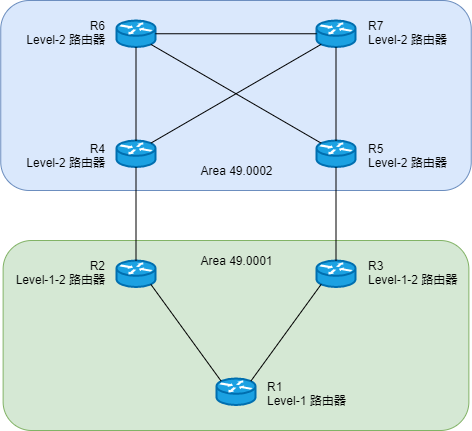 R6
Level-2 路由器
R7
Level-2 路由器
R4
Level-2 路由器
R5
Level-2 路由器
Area 49.0002
Area 49.0001
R2
Level-1-2 路由器
R3
Level-1-2 路由器
R1
Level-1 路由器